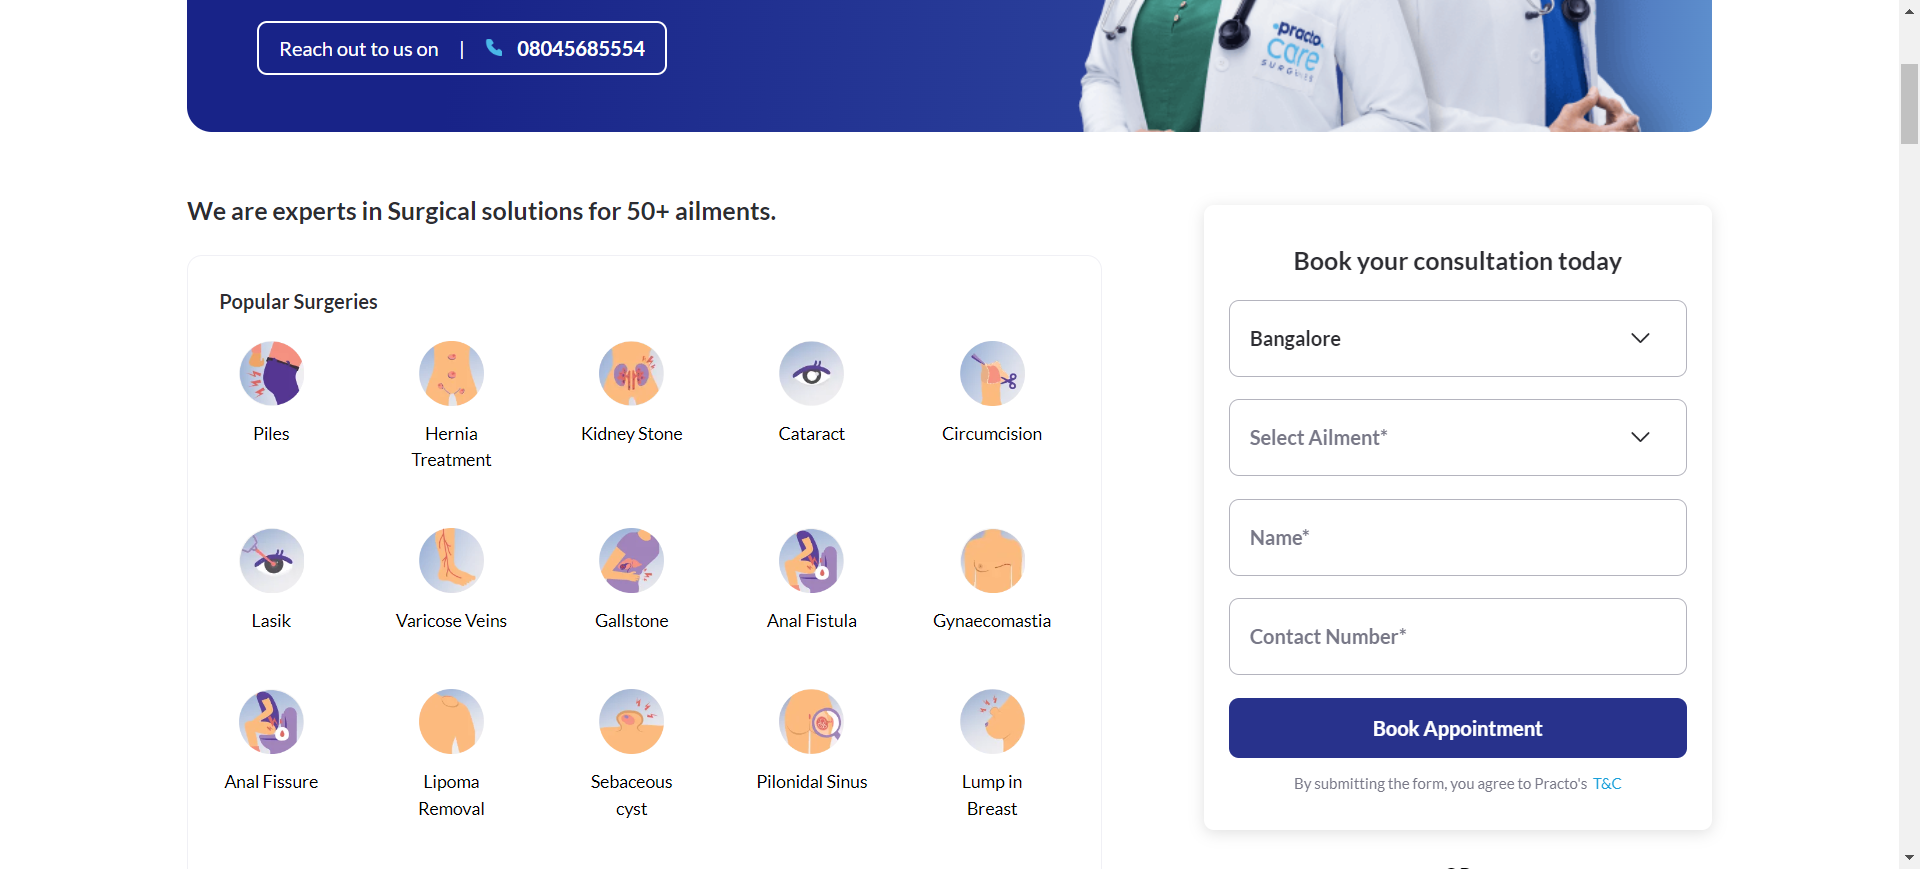 Reach out to us on | 08045685554
practo
care
SURGERIES
We are experts in Surgical solutions for 50+ ailments.
Popular Surgeries
Piles
Hernia
Treatment
Kidney Stone
Cataract
Circumcision
Lasik
Varicose Veins
Gallstone
Anal Fistula
Gynaecomastia
Anal Fissure
Lipoma
Removal
Sebaceous
cyst
Pilonidal Sinus
Lump in
Breast
Book your consultation today
Bangalore
Select Ailment*
Name*
Contact Number*
Book Appointment
By submitting the form, you agree to Practo's T&C